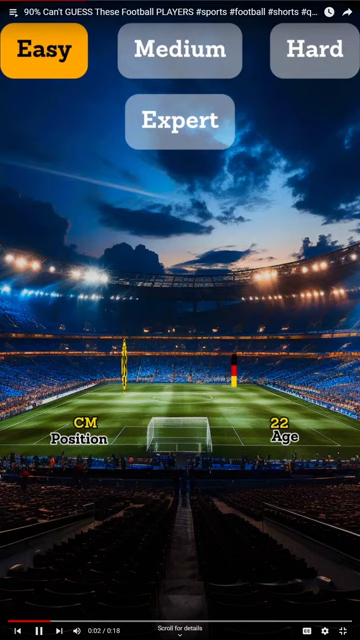 90% Can't GUESS These Football PLAYERS #sports #football #shorts #q...
Easy
Medium
Hard
Expert
CM
Position
22
Age
0:02 / 0:18
Scroll for details